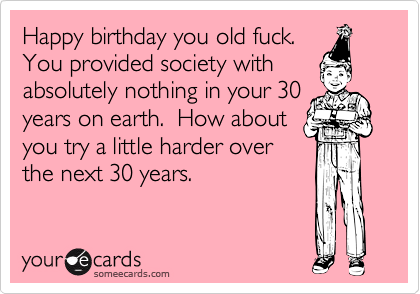 Happy birthday you old fuck.
You provided society with
absolutely nothing in your 30
years on earth.  How about
you try a little harder over
the next 30 years.
your e cards
someecards.com